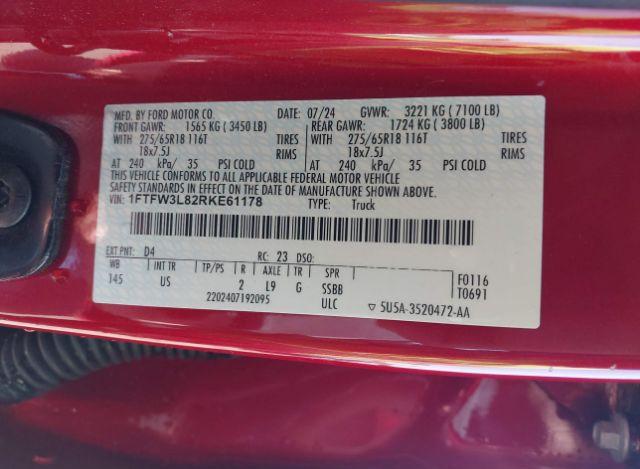 MFD. BY FORD MOTOR CO. DATE: 07/24 GVWR: 3221 KG ( 7100 LB)
FRONT GAWR: 1565 KG ( 3450 LB) REAR GAWR: 1724 KG ( 3800 LB)
WITH 275/65R18 116T TIRES WITH 275/65R18 116T TIRES
18x7.5J RIMS 18x7.5J RIMS
AT 240 kPa/ 35 PSI COLD AT 240 kPa/ 35 PSI COLD
THIS VEHICLE CONFORMS TO ALL APPLICABLE FEDERAL MOTOR VEHICLE
SAFETY STANDARDS IN EFFECT ON THE DATE OF MANUFACTURE SHOWN ABOVE.
VIN: 1FTFW3L82RKE61178 TYPE: Truck
EXT PNT: D4 RC: 23 DSO:
WB INT TR TP/PS R AXLE TR SPR F0116
145 US 2 L9 G SSBB T0691
2202407192095 ULC ▽ 5U5A-3520472-AA